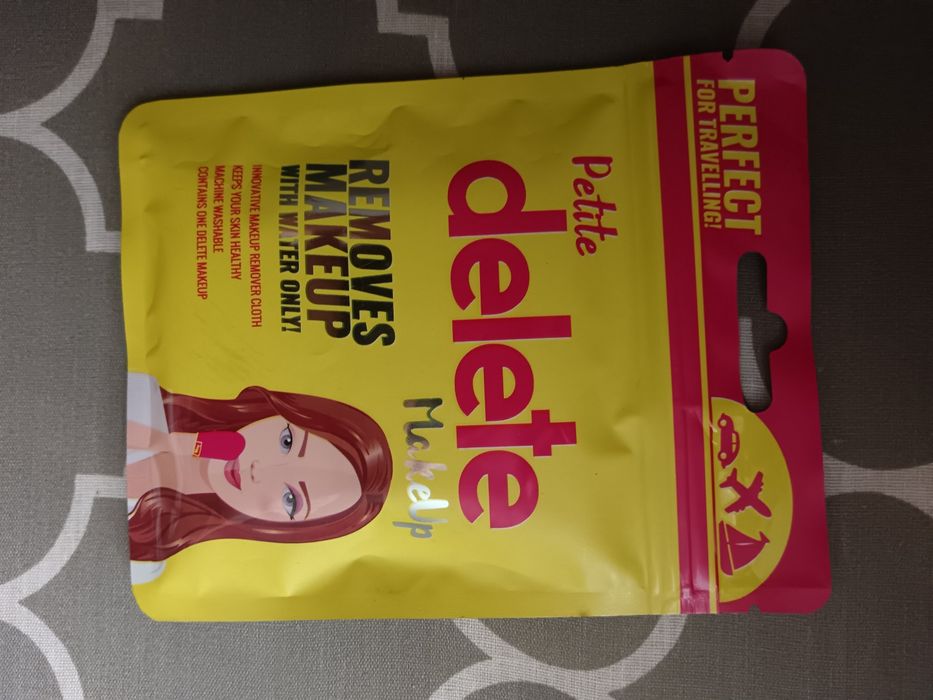 PERFECT
FOR TRAVELLING!
Petite
delete
MakeUp
REMOVES
MAKEUP
WITH WATER ONLY!
INNOVATIVE MAKEUP REMOVER CLOTH
KEEPS YOUR SKIN HEALTHY
MACHINE WASHABLE
CONTAINS ONE DELETE MAKEUP